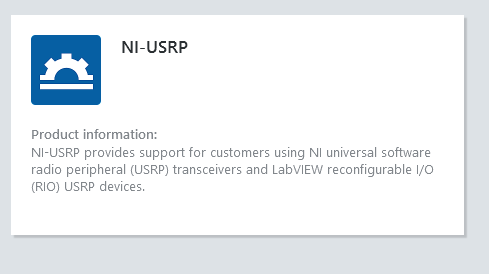 NI-USRP
Product information:
NI-USRP provides support for customers using NI universal software
radio peripheral (USRP) transceivers and LabVIEW reconfigurable I/O
(RIO) USRP devices.